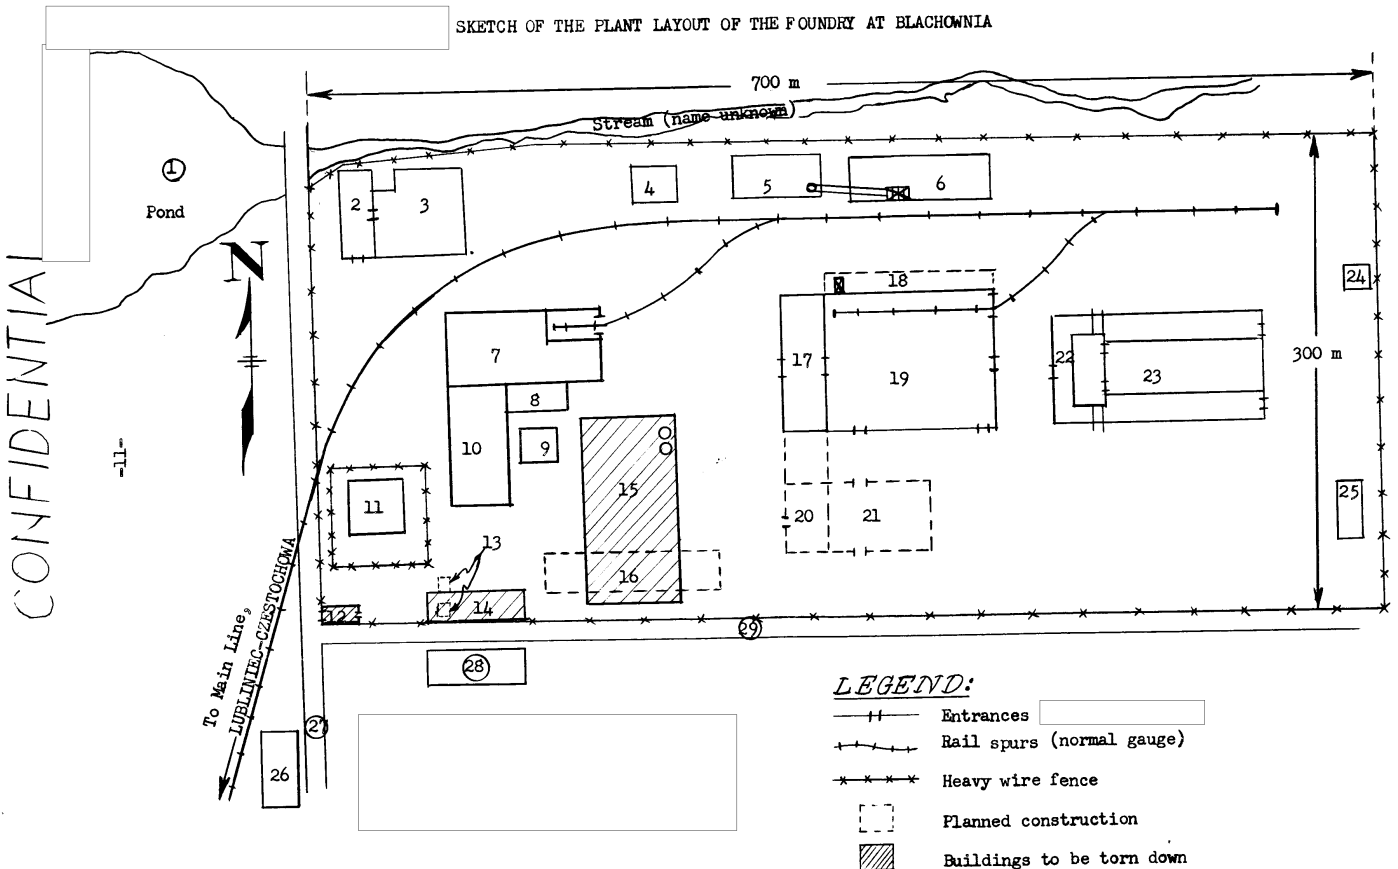 SKETCH OF THE PLANT LAYOUT OF THE FOUNDRY AT BLACHOWNIA
700 m
Stream (name unknown)
1
Pond
2
3
4
5
6
N
CONFIDENTIAL
-11-
7
8
9
10
11
12
13
14
15
16
17
18
19
20
21
22
23
24
25
300 m
To Main Line,
LUBLINIEC-CZESTOCHOWA
26
27
28
29
LEGEND:
Entrances
Rail spurs (normal gauge)
Heavy wire fence
Planned construction
Buildings to be torn down